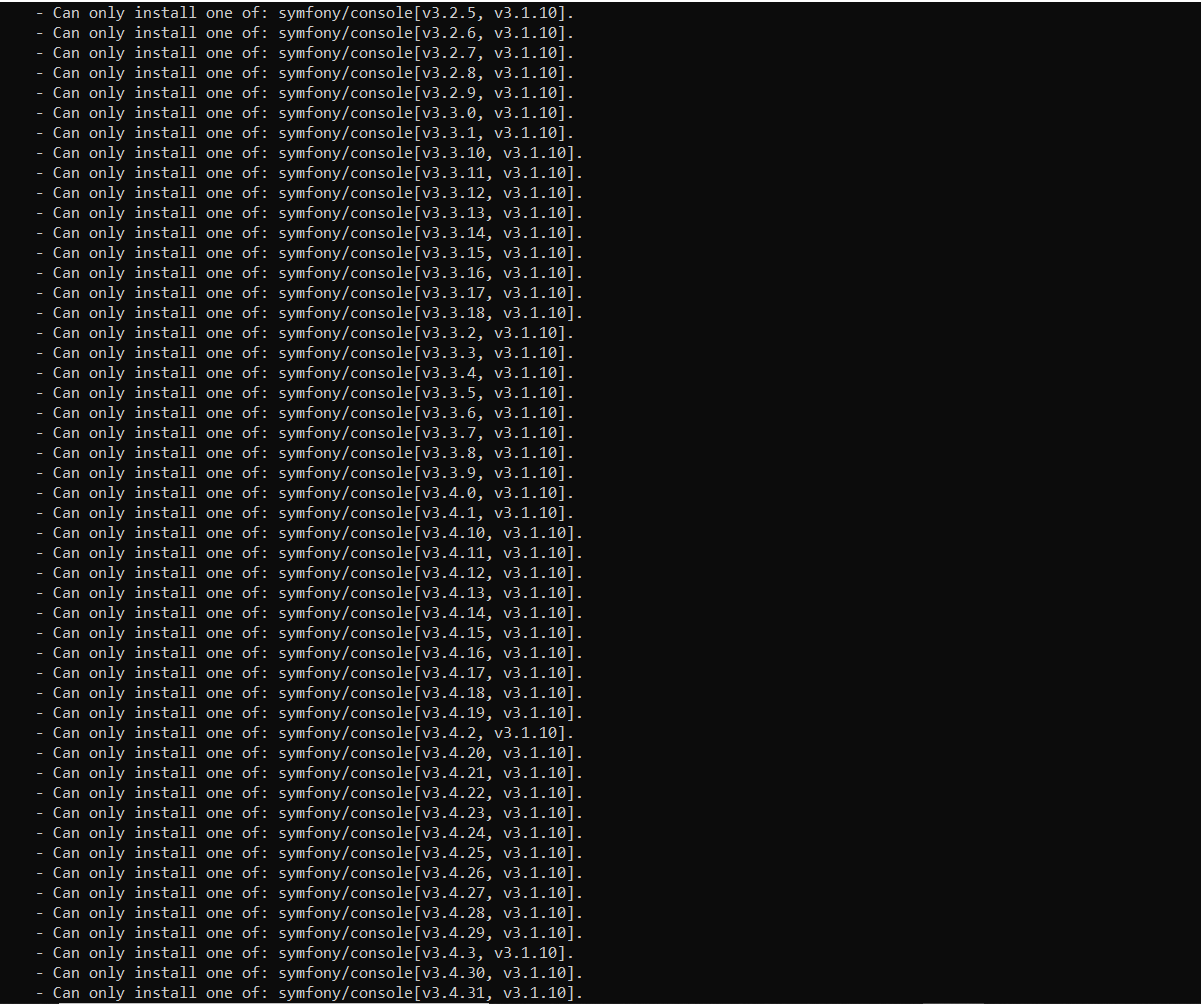 - Can only install one of: symfony/console[v3.2.5, v3.1.10].
- Can only install one of: symfony/console[v3.2.6, v3.1.10].
- Can only install one of: symfony/console[v3.2.7, v3.1.10].
- Can only install one of: symfony/console[v3.2.8, v3.1.10].
- Can only install one of: symfony/console[v3.2.9, v3.1.10].
- Can only install one of: symfony/console[v3.3.0, v3.1.10].
- Can only install one of: symfony/console[v3.3.1, v3.1.10].
- Can only install one of: symfony/console[v3.3.10, v3.1.10].
- Can only install one of: symfony/console[v3.3.11, v3.1.10].
- Can only install one of: symfony/console[v3.3.12, v3.1.10].
- Can only install one of: symfony/console[v3.3.13, v3.1.10].
- Can only install one of: symfony/console[v3.3.14, v3.1.10].
- Can only install one of: symfony/console[v3.3.15, v3.1.10].
- Can only install one of: symfony/console[v3.3.16, v3.1.10].
- Can only install one of: symfony/console[v3.3.17, v3.1.10].
- Can only install one of: symfony/console[v3.3.18, v3.1.10].
- Can only install one of: symfony/console[v3.3.2, v3.1.10].
- Can only install one of: symfony/console[v3.3.3, v3.1.10].
- Can only install one of: symfony/console[v3.3.4, v3.1.10].
- Can only install one of: symfony/console[v3.3.5, v3.1.10].
- Can only install one of: symfony/console[v3.3.6, v3.1.10].
- Can only install one of: symfony/console[v3.3.7, v3.1.10].
- Can only install one of: symfony/console[v3.3.8, v3.1.10].
- Can only install one of: symfony/console[v3.3.9, v3.1.10].
- Can only install one of: symfony/console[v3.4.0, v3.1.10].
- Can only install one of: symfony/console[v3.4.1, v3.1.10].
- Can only install one of: symfony/console[v3.4.10, v3.1.10].
- Can only install one of: symfony/console[v3.4.11, v3.1.10].
- Can only install one of: symfony/console[v3.4.12, v3.1.10].
- Can only install one of: symfony/console[v3.4.13, v3.1.10].
- Can only install one of: symfony/console[v3.4.14, v3.1.10].
- Can only install one of: symfony/console[v3.4.15, v3.1.10].
- Can only install one of: symfony/console[v3.4.16, v3.1.10].
- Can only install one of: symfony/console[v3.4.17, v3.1.10].
- Can only install one of: symfony/console[v3.4.18, v3.1.10].
- Can only install one of: symfony/console[v3.4.19, v3.1.10].
- Can only install one of: symfony/console[v3.4.2, v3.1.10].
- Can only install one of: symfony/console[v3.4.20, v3.1.10].
- Can only install one of: symfony/console[v3.4.21, v3.1.10].
- Can only install one of: symfony/console[v3.4.22, v3.1.10].
- Can only install one of: symfony/console[v3.4.23, v3.1.10].
- Can only install one of: symfony/console[v3.4.24, v3.1.10].
- Can only install one of: symfony/console[v3.4.25, v3.1.10].
- Can only install one of: symfony/console[v3.4.26, v3.1.10].
- Can only install one of: symfony/console[v3.4.27, v3.1.10].
- Can only install one of: symfony/console[v3.4.28, v3.1.10].
- Can only install one of: symfony/console[v3.4.29, v3.1.10].
- Can only install one of: symfony/console[v3.4.3, v3.1.10].
- Can only install one of: symfony/console[v3.4.30, v3.1.10].
- Can only install one of: symfony/console[v3.4.31, v3.1.10].